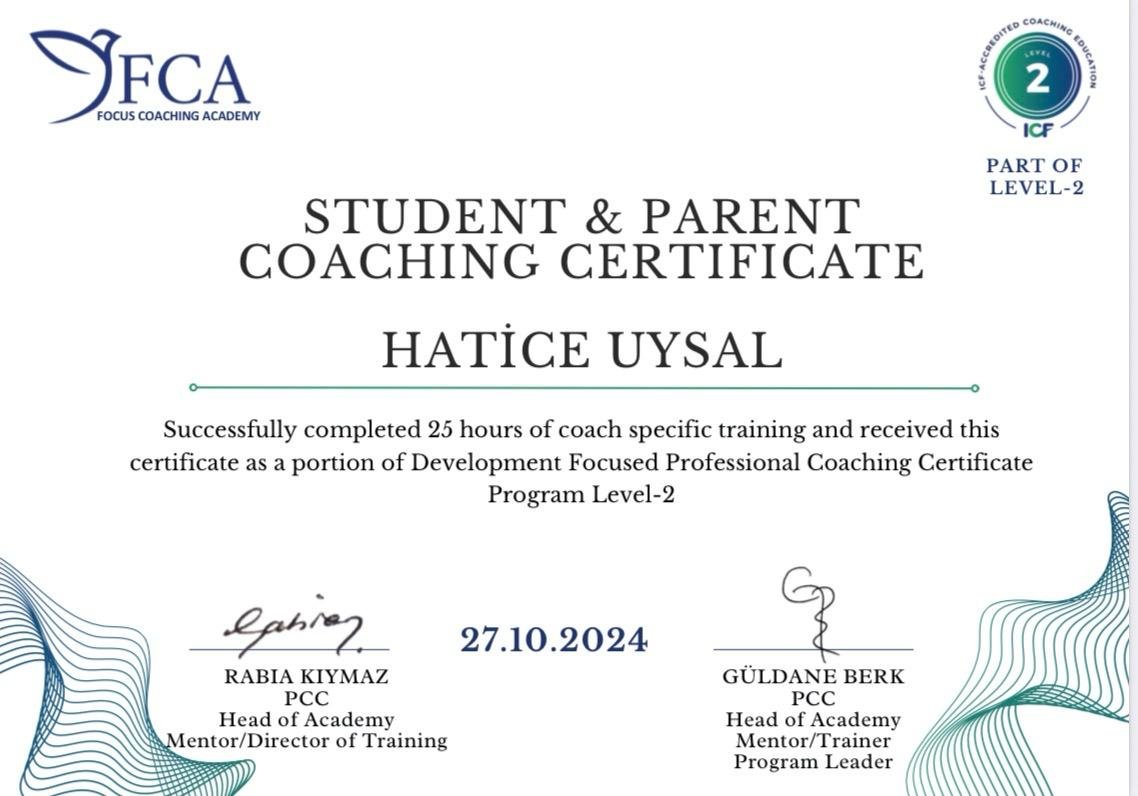 FCA
FOCUS COACHING ACADEMY
ICF-ACCREDITED COACHING EDUCATION
LEVEL
2
ICF
PART OF
LEVEL-2
STUDENT & PARENT
COACHING CERTIFICATE
HATİCE UYSAL
Successfully completed 25 hours of coach specific training and received this
certificate as a portion of Development Focused Professional Coaching Certificate
Program Level-2
27.10.2024
RABIA KIYMAZ
PCC
Head of Academy
Mentor/Director of Training
GÜLDANE BERK
PCC
Head of Academy
Mentor/Trainer
Program Leader